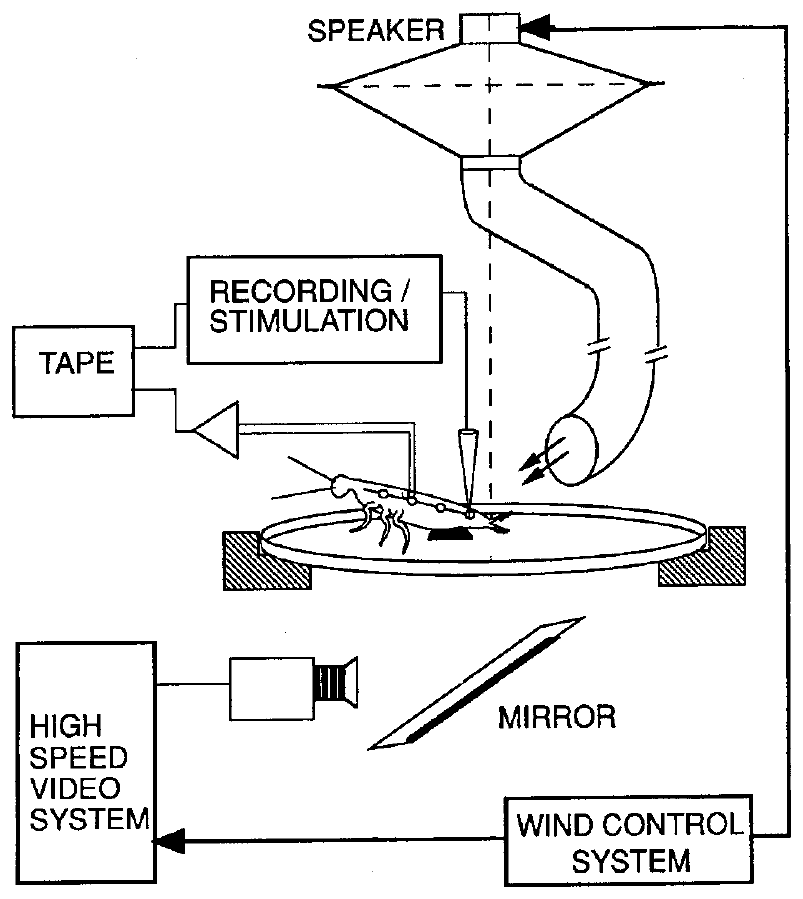 SPEAKER
RECORDING /
STIMULATION
TAPE
HIGH
SPEED
VIDEO
SYSTEM
MIRROR
WIND CONTROL
SYSTEM